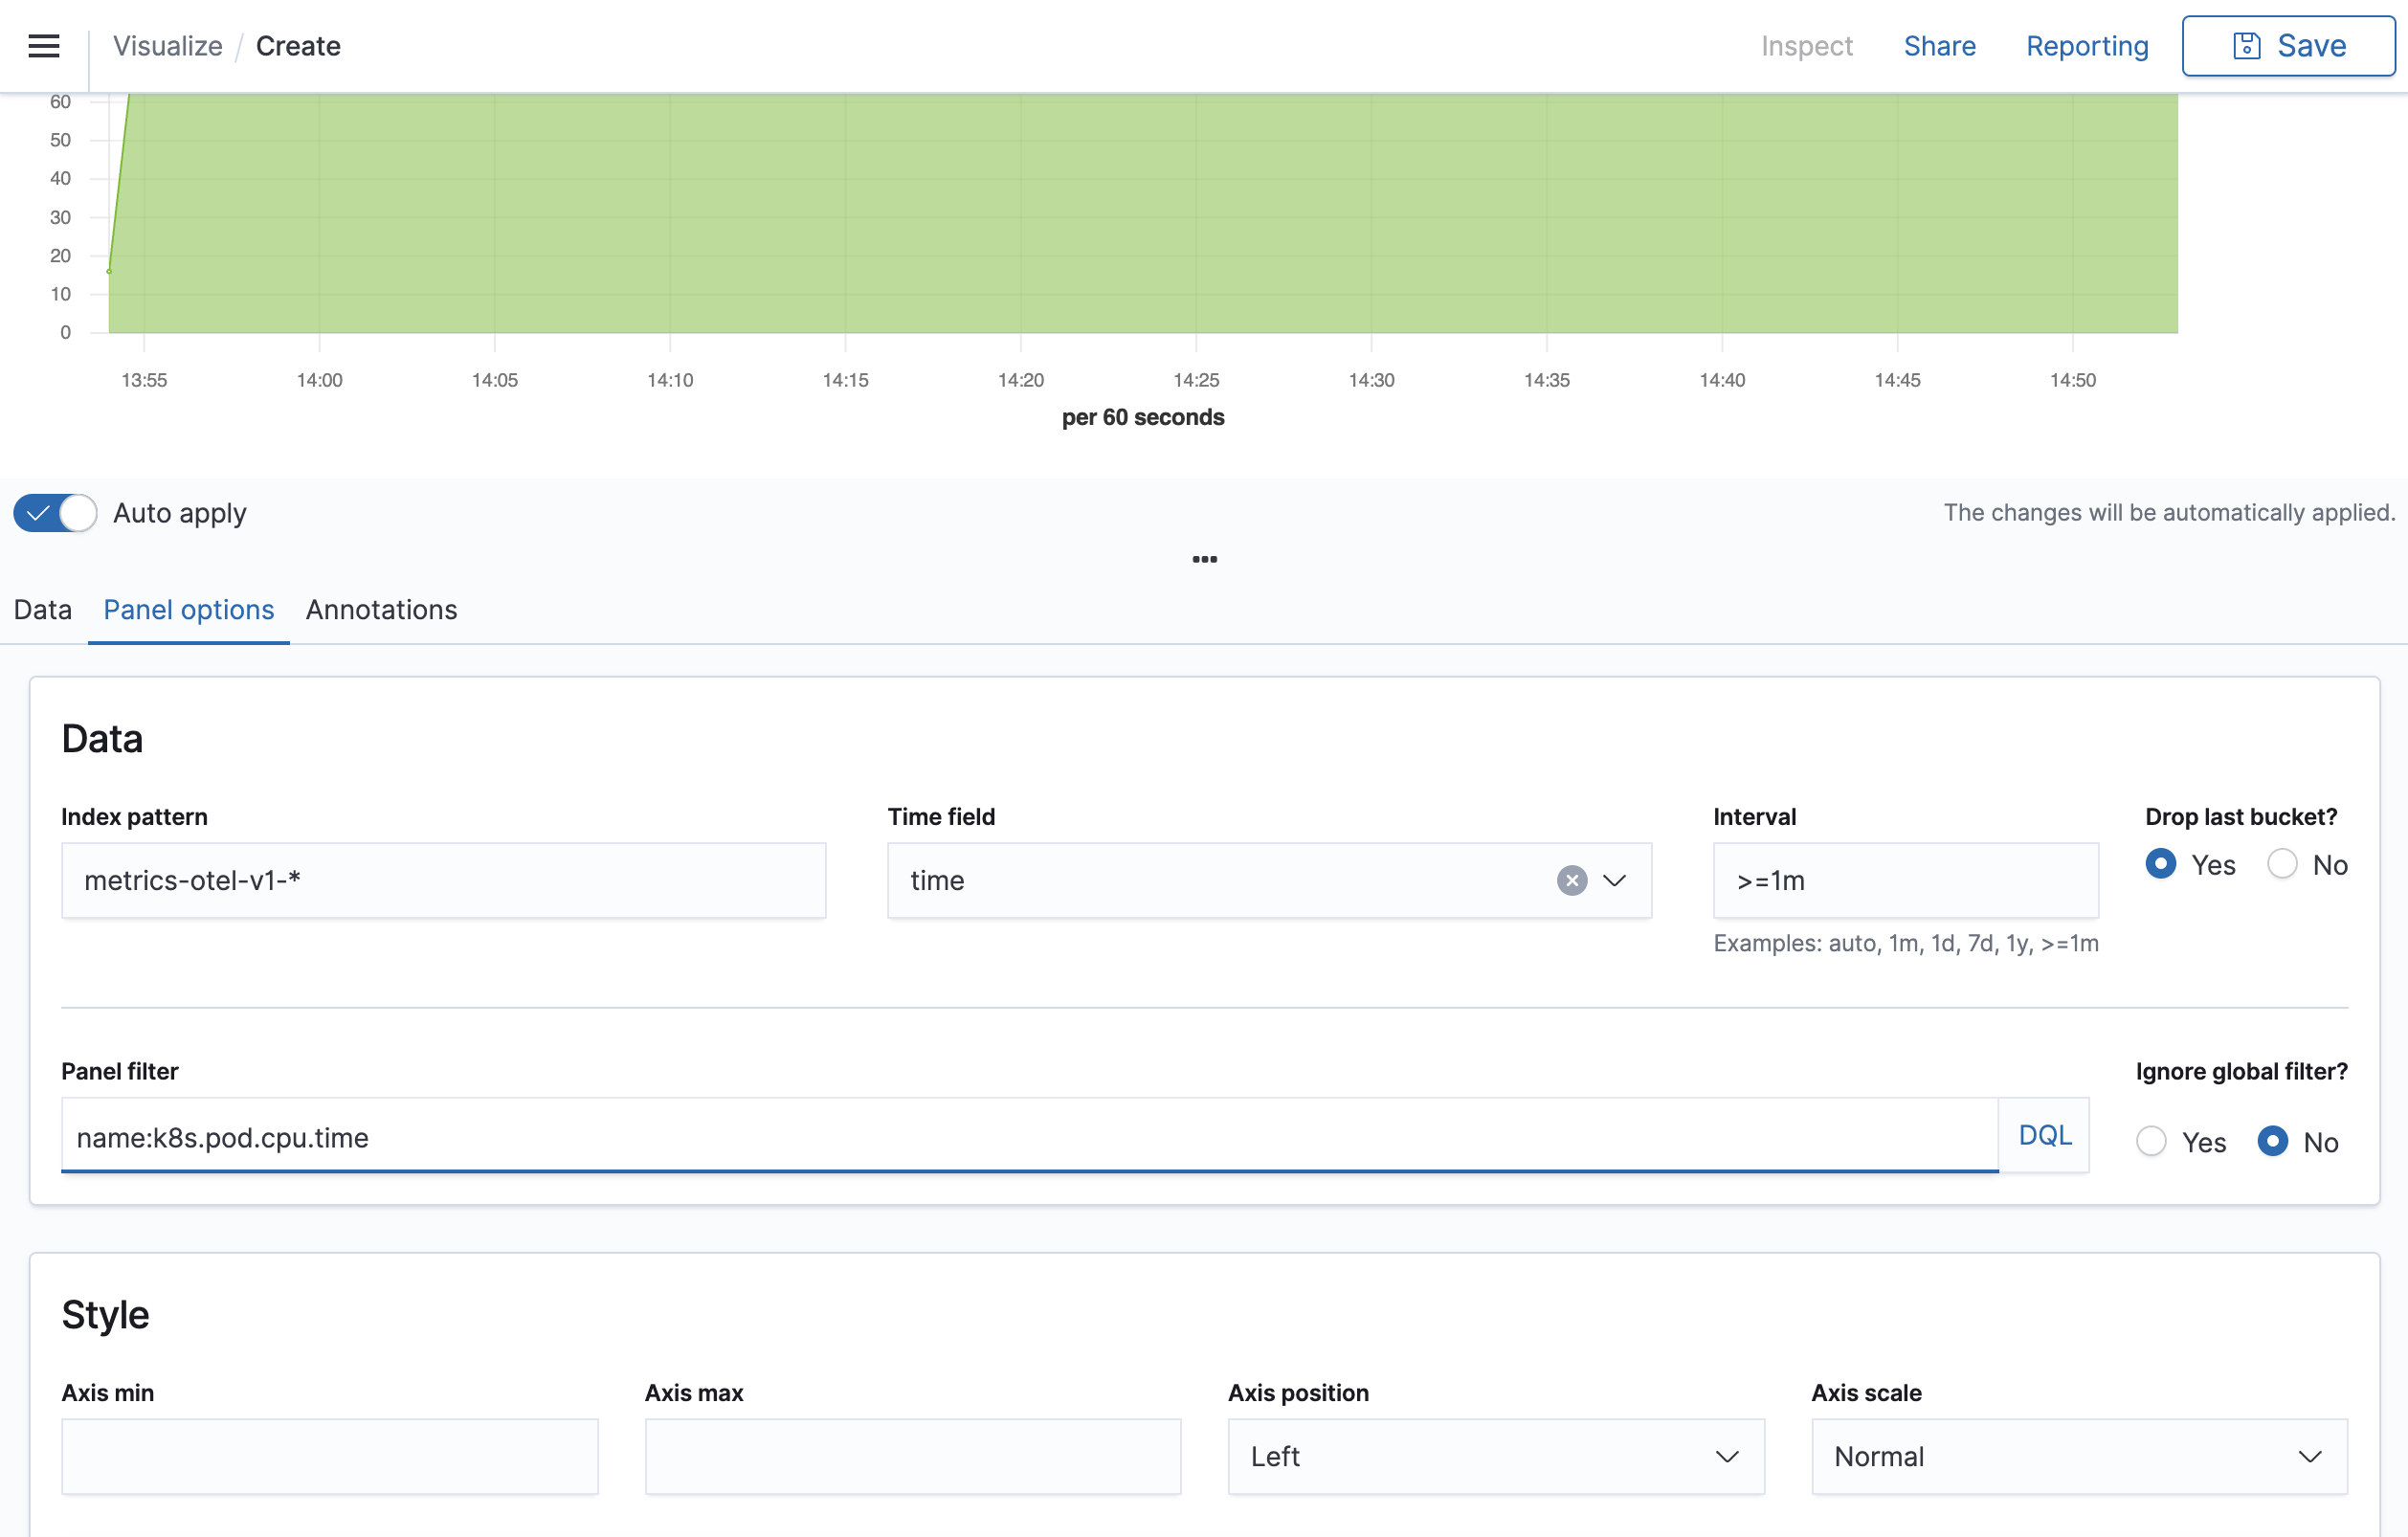 Visualize / Create
Inspect Share Reporting Save
60
50
40
30
20
10
0
13:55 14:00 14:05 14:10 14:15 14:20 14:25 14:30 14:35 14:40 14:45 14:50
per 60 seconds
Auto apply The changes will be automatically applied.
Data Panel options Annotations
Data
Index pattern Time field Interval Drop last bucket?
metrics-otel-v1-* time >=1m Yes No
Examples: auto, 1m, 1d, 7d, 1y, >=1m
Panel filter Ignore global filter?
name:k8s.pod.cpu.time DQL Yes No
Style
Axis min Axis max Axis position Axis scale
Left Normal